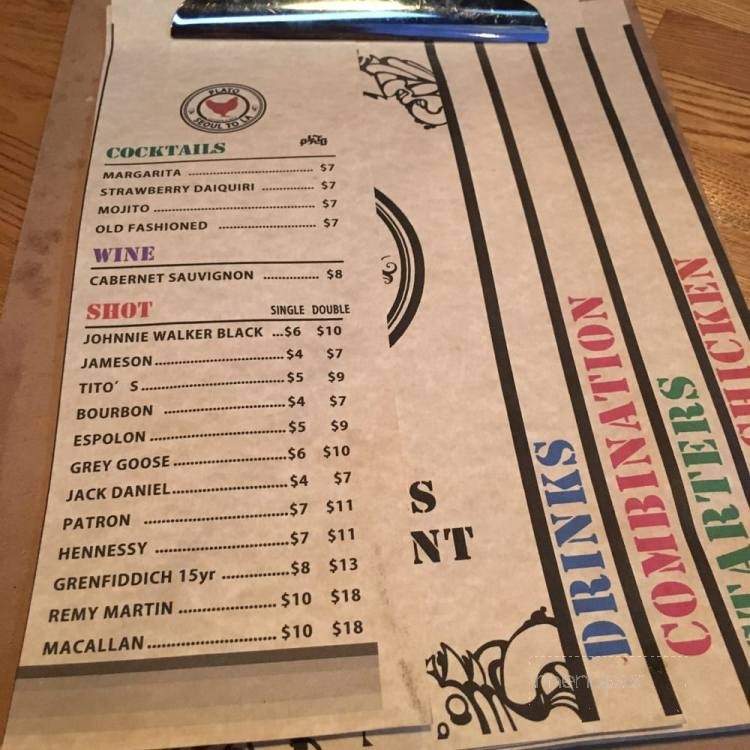 PLATO
SEOUL TO LA
COCKTAILS
MARGARITA ........................ $7
STRAWBERRY DAIQUIRI ............ $7
MOJITO ................................ $7
OLD FASHIONED ................... $7
WINE
CABERNET SAUVIGNON .............. $8
SHOT SINGLE DOUBLE
JOHNNIE WALKER BLACK ...$6 $10
JAMESON..............................$4 $7
TITO´ S................................$5 $9
BOURBON ..........................$4 $7
ESPOLON ............................$5 $9
GREY GOOSE.......................$6 $10
JACK DANIEL.......................$4 $7
PATRON ............................$7 $11
HENNESSY ..........................$7 $11
GRENFIDDICH 15yr ..............$8 $13
REMY MARTIN .....................$10 $18
MACALLAN...........................$10 $18
S
NT
DRINKS
COMBINATION
STARTERS
CHICKEN